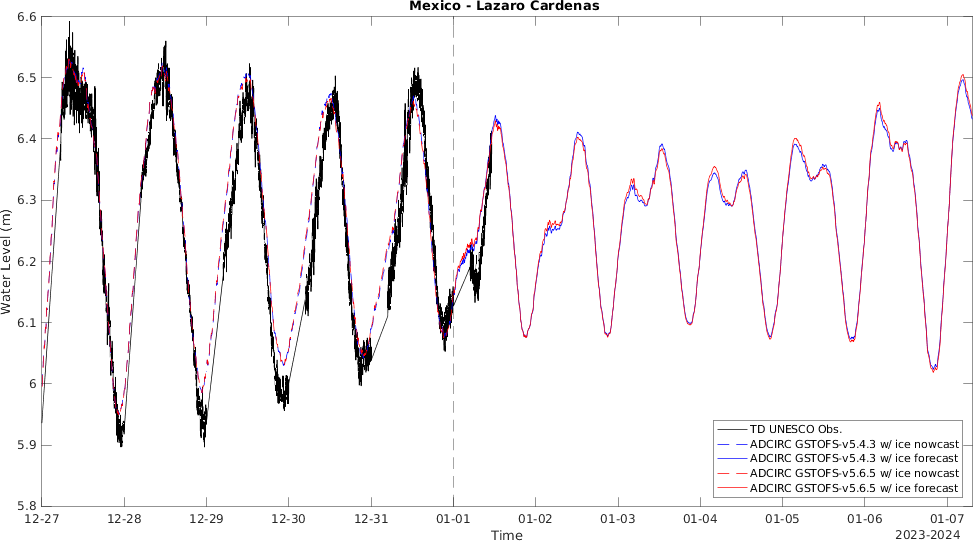 Mexico - Lazaro Cardenas
6.6
6.5
6.4
6.3
6.2
6.1
6
5.9
5.8
Water Level (m)
TD UNESCO Obs.
ADCIRC GSTOFS-v5.4.3 w/ ice nowcast
ADCIRC GSTOFS-v5.4.3 w/ ice forecast
ADCIRC GSTOFS-v5.6.5 w/ ice nowcast
ADCIRC GSTOFS-v5.6.5 w/ ice forecast
12-27 12-28 12-29 12-30 12-31 01-01 01-02 01-03 01-04 01-05 01-06 01-07
Time
2023-2024